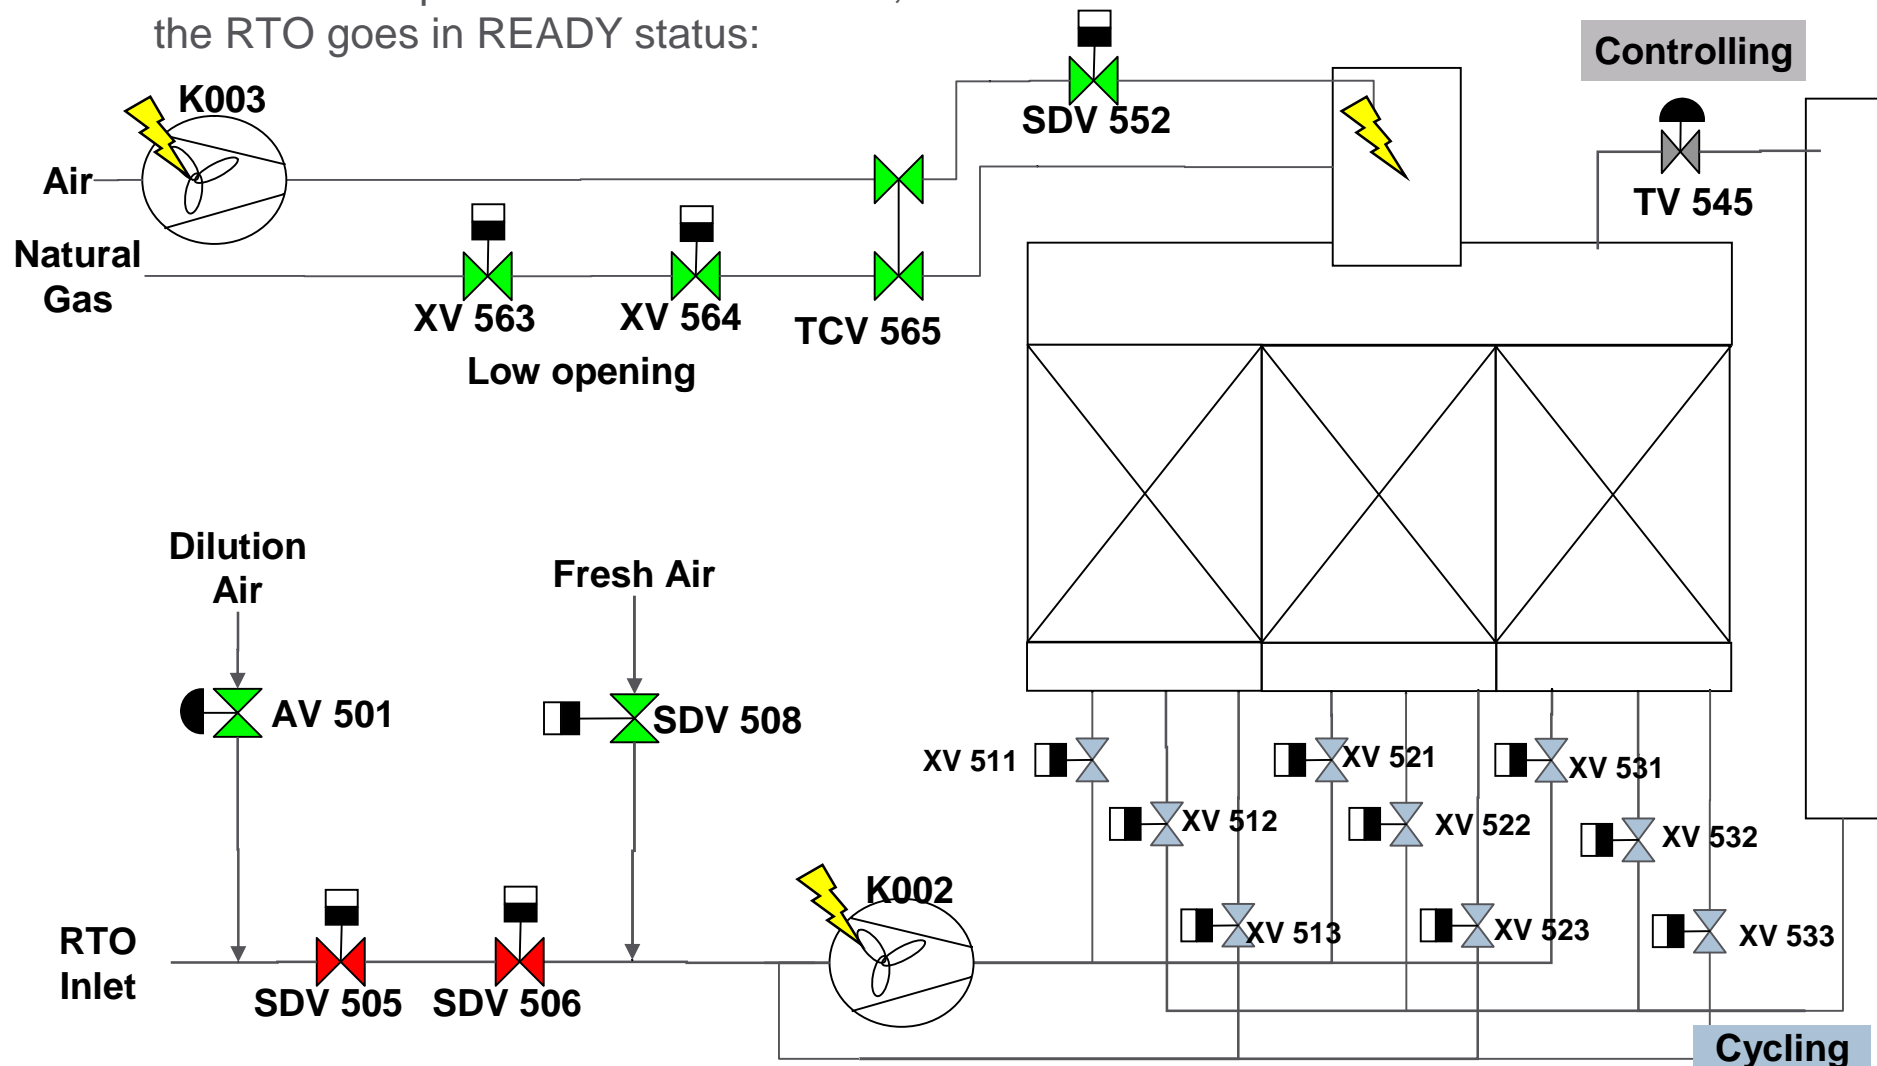 the RTO goes in READY status:
Controlling
K003
SDV 552
Air
TV 545
Natural
Gas
XV 563
XV 564
TCV 565
Low opening
Dilution
Air
Fresh Air
AV 501
SDV 508
XV 511
XV 521
XV 531
XV 512
XV 522
XV 532
K002
XV 513
XV 523
XV 533
RTO
Inlet
SDV 505
SDV 506
Cycling